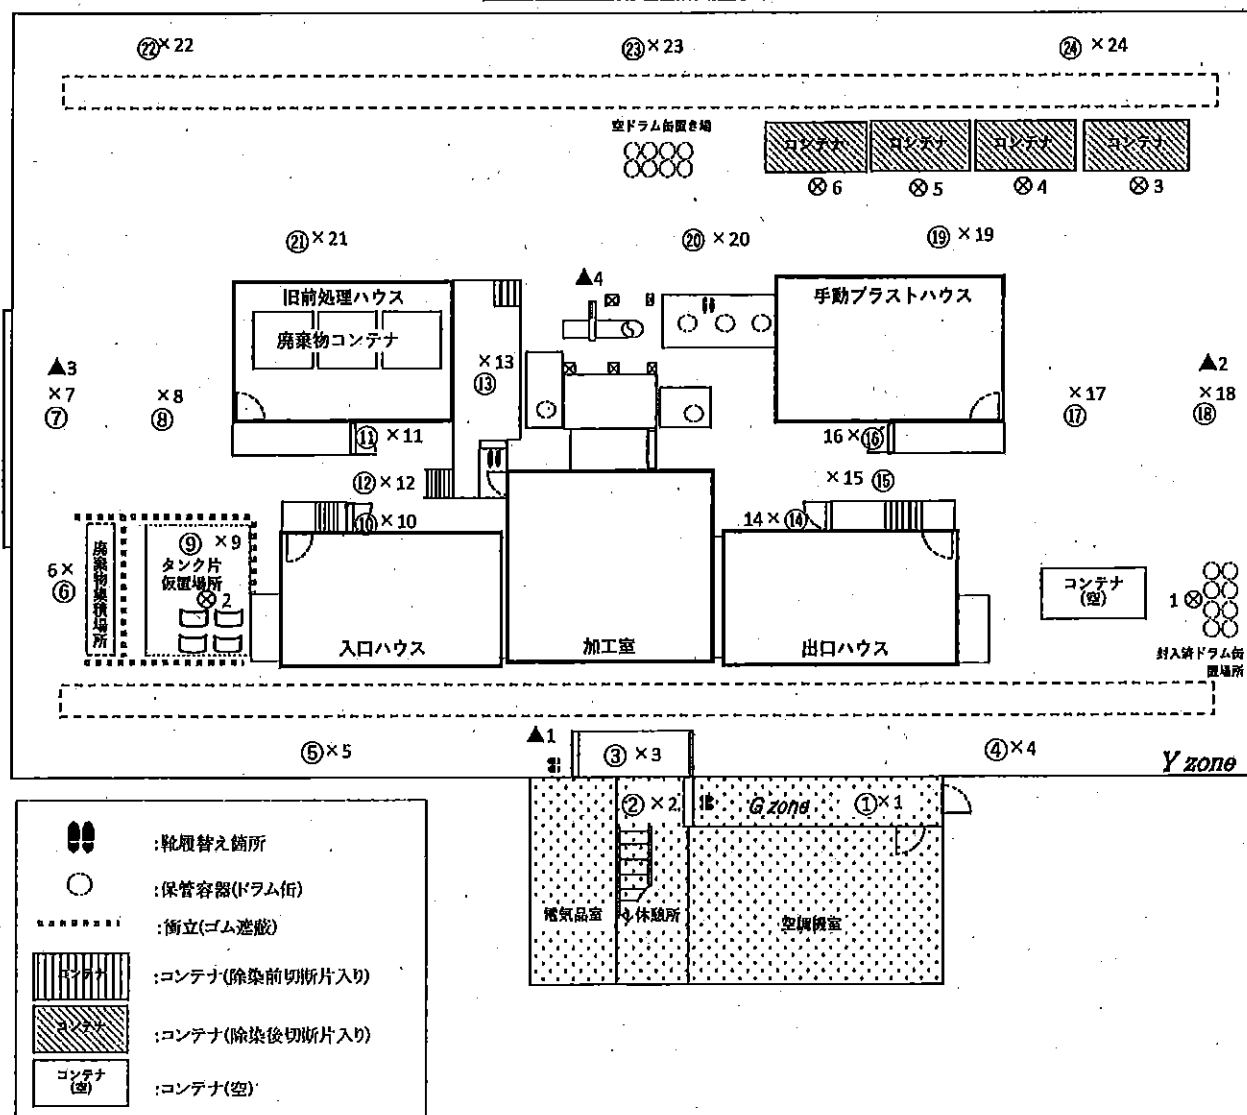 ㉒×22
㉓×23
㉔×24
空ドラム缶置き場
コンテナ
コンテナ
コンテナ
コンテナ
⊗6
⊗5
⊗4
⊗3
㉑×21
⑳×20
⑲×19
▲4
旧前処理ハウス
廃棄物コンテナ
手動ブラストハウス
×13
⑬
▲3
×7
⑦
×8
⑧
▲2
×17
⑰
×18
⑱
⑪×11
16×⑯
⑫×12
×15⑮
⑩×10
14×⑭
⑨×9
タンク片
仮置場所
⊗2
6×
⑥
廃棄物集積場所
コンテナ
(空)
1⊗
入口ハウス
加工室
出口ハウス
封入済ドラム缶
置場所
▲1
⑤×5
③×3
④×4
Y zone
②×2
G zone
①×1
電気品室
休憩所
空調機室
:靴履替え箇所
:保管容器(ドラム缶)
:衝立(ゴム遮蔽)
コンテナ
:コンテナ(除染前切断片入り)
コンテナ
:コンテナ(除染後切断片入り)
コンテナ
(空)
:コンテナ(空)